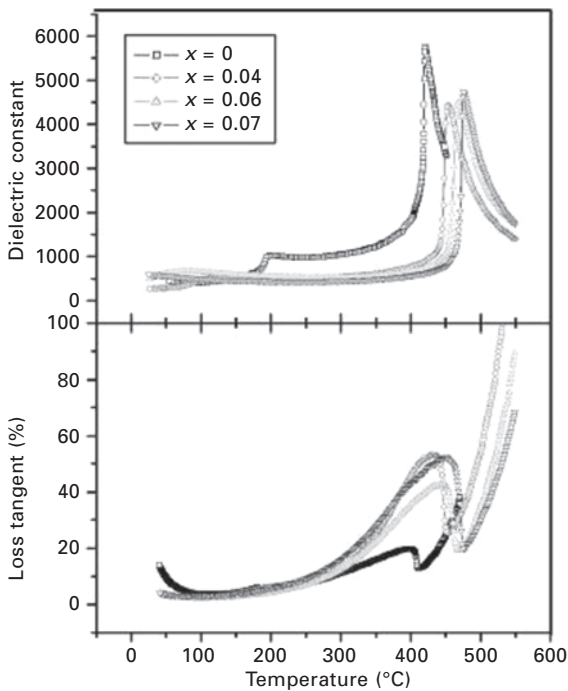 6000
5000
4000
3000
2000
1000
0
Dielectric constant
x = 0
x = 0.04
x = 0.06
x = 0.07
100
80
60
40
20
0
Loss tangent (%)
0 100 200 300 400 500 600
Temperature (°C)